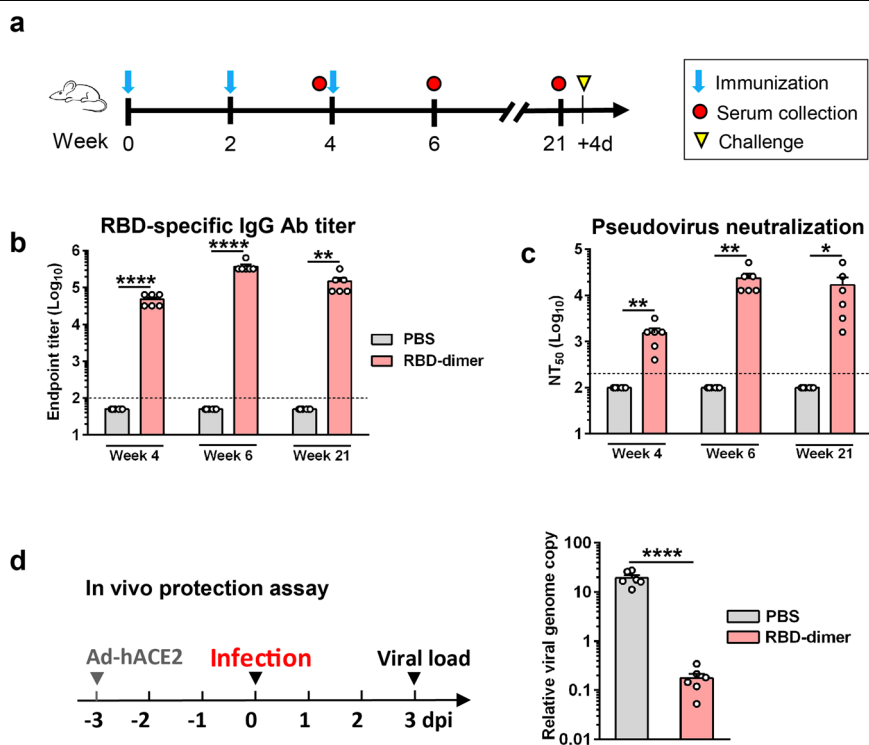 a
Week
0
2
4
6
21
+4d
Immunization
Serum collection
Challenge
b
RBD-specific IgG Ab titer
Endpoint titer (Log10)
6
5
4
3
2
1
****
****
**
Week 4
Week 6
Week 21
PBS
RBD-dimer
c
Pseudovirus neutralization
NT50 (Log10)
5
4
3
2
1
**
**
*
Week 4
Week 6
Week 21
d
In vivo protection assay
Ad-hACE2
Infection
Viral load
-3
-2
-1
0
1
2
3 dpi
Relative viral genome copy
100
10
1
0.1
0.01
****
PBS
RBD-dimer